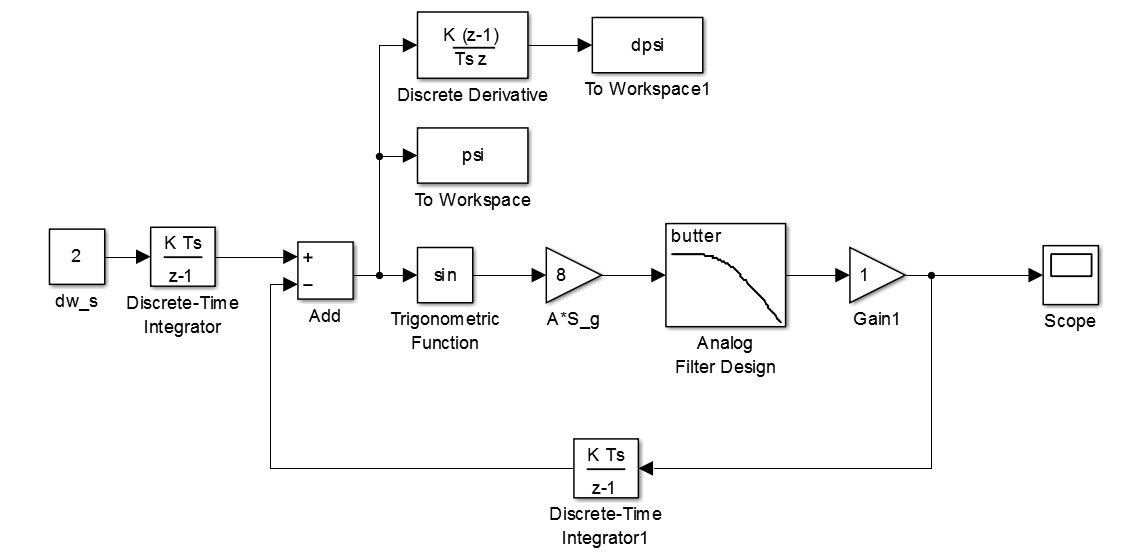 K (z-1)
Ts z
Discrete Derivative
dpsi
To Workspace1
psi
To Workspace
2
dw_s
K Ts
z-1
Discrete-Time
Integrator
+
−
Add
sin
Trigonometric
Function
8
A*S_g
butter
Analog
Filter Design
1
Gain1
Scope
K Ts
z-1
Discrete-Time
Integrator1